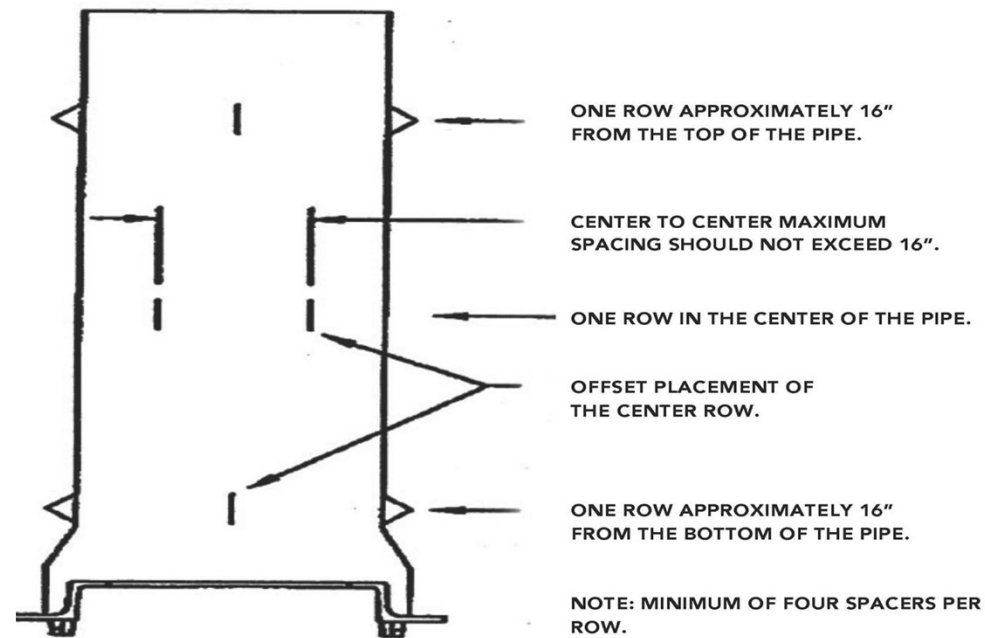 ONE ROW APPROXIMATELY 16”
FROM THE TOP OF THE PIPE.
CENTER TO CENTER MAXIMUM
SPACING SHOULD NOT EXCEED 16”.
ONE ROW IN THE CENTER OF THE PIPE.
OFFSET PLACEMENT OF
THE CENTER ROW.
ONE ROW APPROXIMATELY 16”
FROM THE BOTTOM OF THE PIPE.
NOTE: MINIMUM OF FOUR SPACERS PER
ROW.